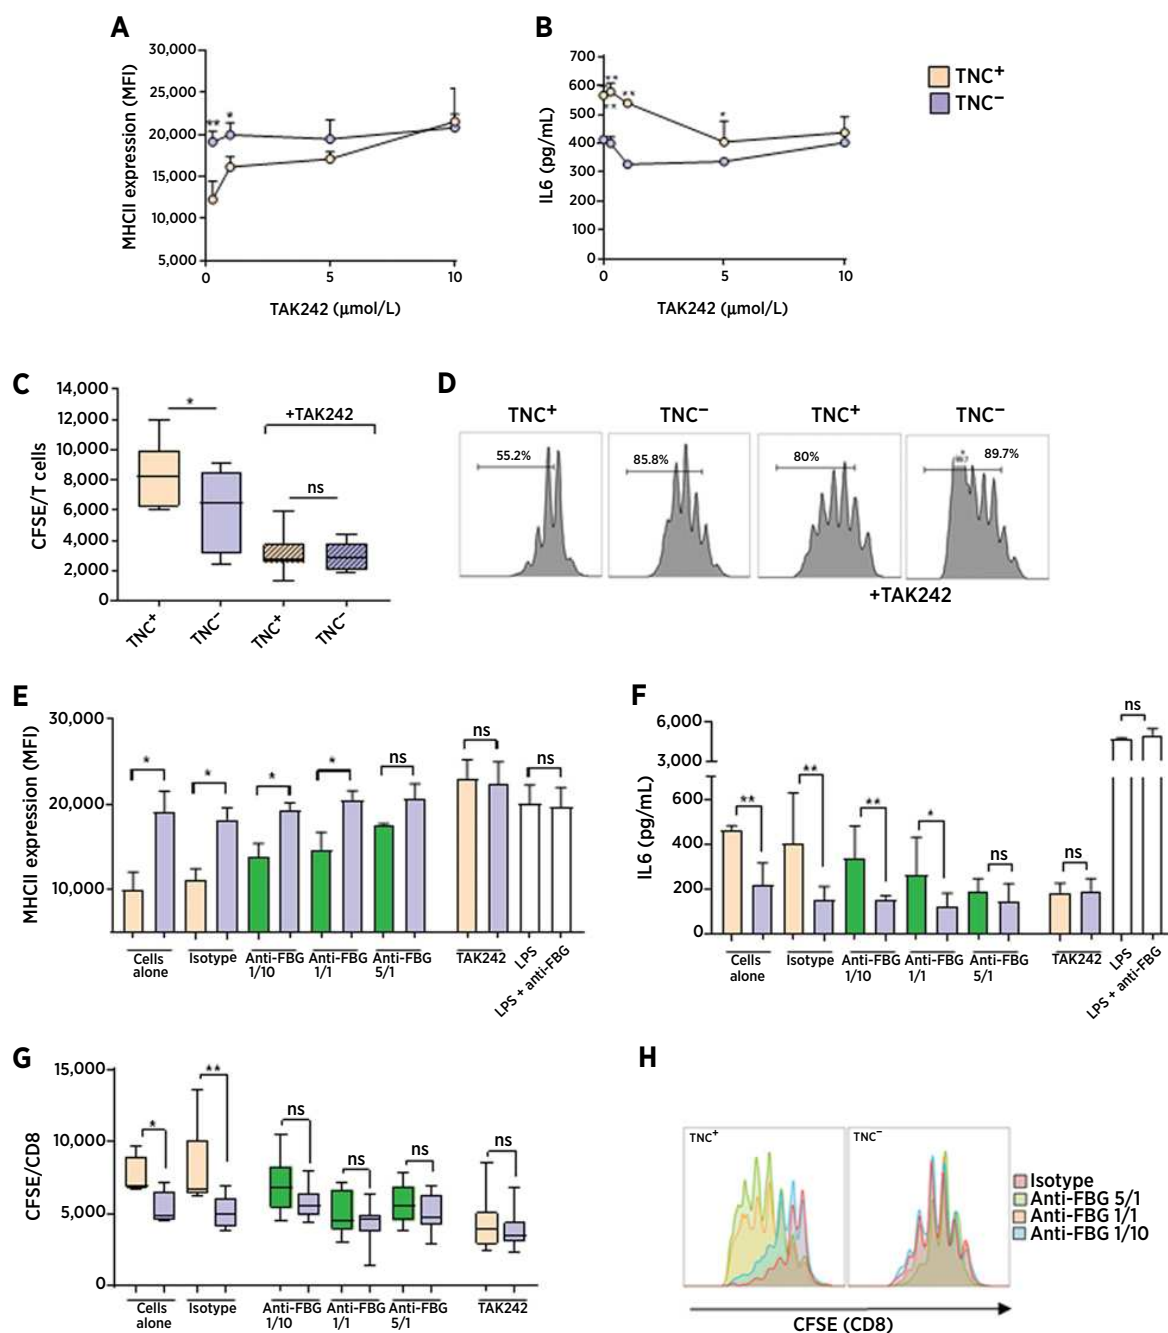 A
MHCII expression (MFI)
30,000
25,000
20,000
15,000
10,000
5,000
** *
0 5 10
TAK242 (μmol/L)
B
IL6 (pg/mL)
700
600
500
400
300
200
100
0
** ** ** *
0 5 10
TAK242 (μmol/L)
TNC+
TNC−
C
CFSE/T cells
14,000
12,000
10,000
8,000
6,000
4,000
2,000
0
*
+TAK242
ns
TNC+ TNC− TNC+ TNC−
D
TNC+ TNC− TNC+ TNC−
55.2% 85.8% 80% 89.7%
+TAK242
E
MHCII expression (MFI)
30,000
20,000
10,000
* * * * ns ns ns
Cells alone
Isotype
Anti-FBG 1/10
Anti-FBG 1/1
Anti-FBG 5/1
TAK242
LPS
LPS + anti-FBG
F
IL6 (pg/mL)
6,000
3,000
600
400
200
0
** ** ** * ns ns ns
Cells alone
Isotype
Anti-FBG 1/10
Anti-FBG 1/1
Anti-FBG 5/1
TAK242
LPS
LPS + anti-FBG
G
CFSE/CD8
15,000
10,000
5,000
0
* ** ns ns ns ns
Cells alone
Isotype
Anti-FBG 1/10
Anti-FBG 1/1
Anti-FBG 5/1
TAK242
H
TNC+
TNC−
CFSE (CD8)
Isotype
Anti-FBG 5/1
Anti-FBG 1/1
Anti-FBG 1/10